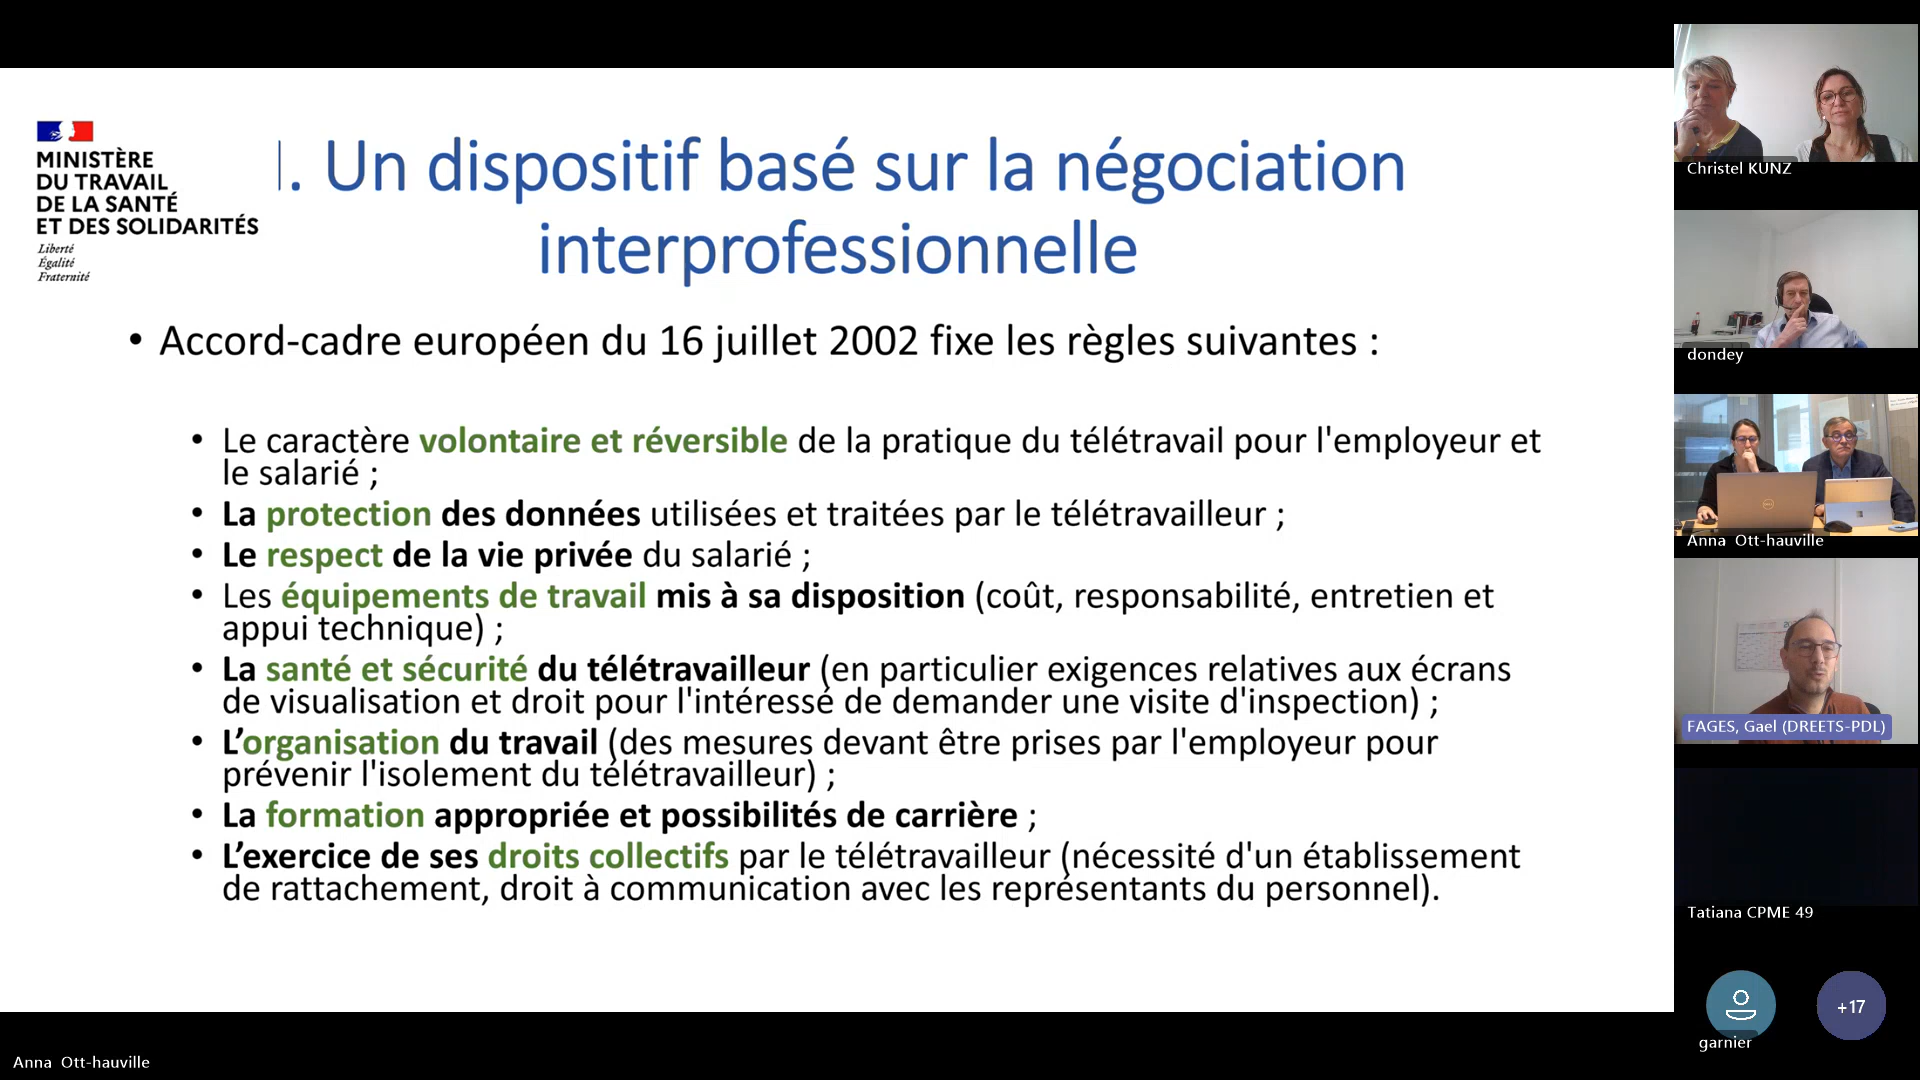 MINISTÈRE
DU TRAVAIL
DE LA SANTÉ
ET DES SOLIDARITÉS
Liberté
Égalité
Fraternité
I. Un dispositif basé sur la négociation
interprofessionnelle
• Accord-cadre européen du 16 juillet 2002 fixe les règles suivantes :
• Le caractère volontaire et réversible de la pratique du télétravail pour l'employeur et
le salarié ;
• La protection des données utilisées et traitées par le télétravailleur ;
• Le respect de la vie privée du salarié ;
• Les équipements de travail mis à sa disposition (coût, responsabilité, entretien et
appui technique) ;
• La santé et sécurité du télétravailleur (en particulier exigences relatives aux écrans
de visualisation et droit pour l'intéressé de demander une visite d'inspection) ;
• L’organisation du travail (des mesures devant être prises par l'employeur pour
prévenir l'isolement du télétravailleur) ;
• La formation appropriée et possibilités de carrière ;
• L’exercice de ses droits collectifs par le télétravailleur (nécessité d'un établissement
de rattachement, droit à communication avec les représentants du personnel).
Christel KUNZ
dondey
Anna Ott-hauville
FAGES, Gael (DREETS-PDL)
Tatiana CPME 49
garnier
+17
Anna Ott-hauville